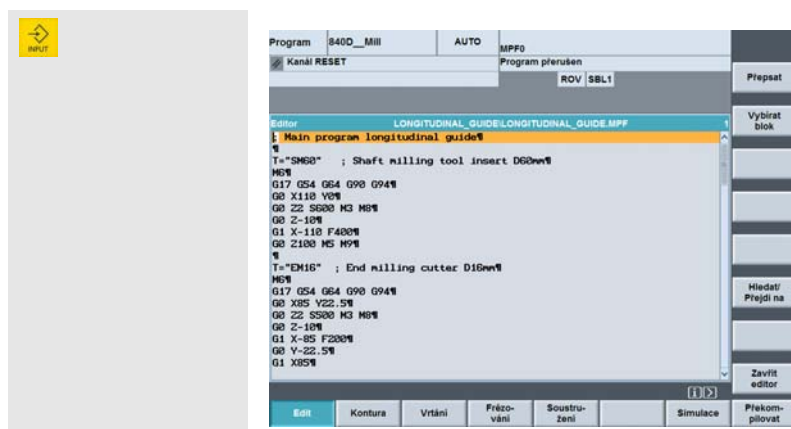 INPUT
Program 840D__Mill AUTO MPF0
Kanál RESET Program přerušen
ROV SBL1
Přepsat
Editor LONGITUDINAL_GUIDE\LONGITUDINAL_GUIDE.MPF 1
Vybírat
blok
; Main program longitudinal guide¶
¶
T="SM60" ; Shaft milling tool insert D60mm¶
M6¶
G17 G54 G64 G90 G94¶
G0 X110 Y0¶
G0 Z2 S600 M3 M8¶
G0 Z-10¶
G1 X-110 F400¶
G0 Z100 M5 M9¶
¶
T="EM16" ; End milling cutter D16mm¶
M6¶
G17 G54 G64 G90 G94¶
G0 X85 Y22.5¶
G0 Z2 S500 M3 M8¶
G0 Z-10¶
G1 X-85 F200¶
G0 Y-22.5¶
G1 X85¶
Hledat/
Přejdi na
Zavřít
editor
Edit Kontura Vrtání Frézo-
vání Soustru-
žení Simulace Překom-
pilovat